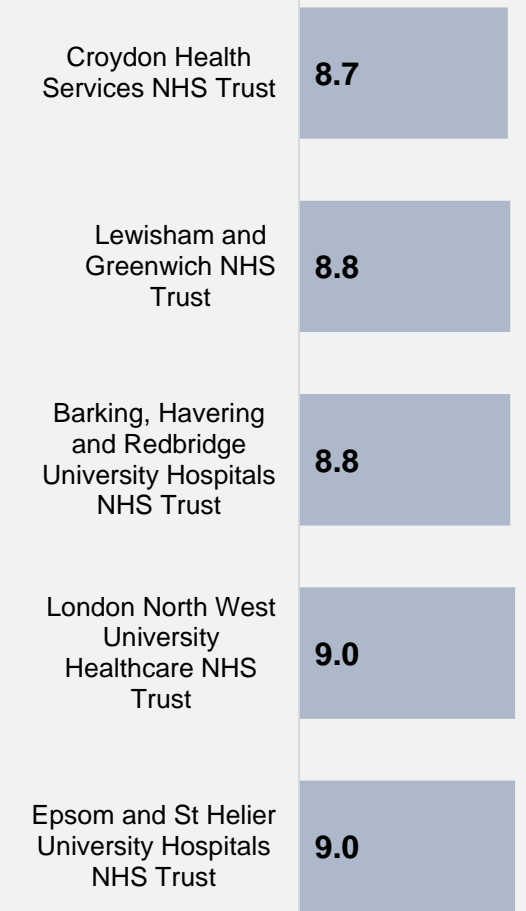 Croydon Health
Services NHS Trust
8.7
Lewisham and
Greenwich NHS
Trust
8.8
Barking, Havering
and Redbridge
University Hospitals
NHS Trust
8.8
London North West
University
Healthcare NHS
Trust
9.0
Epsom and St Helier
University Hospitals
NHS Trust
9.0